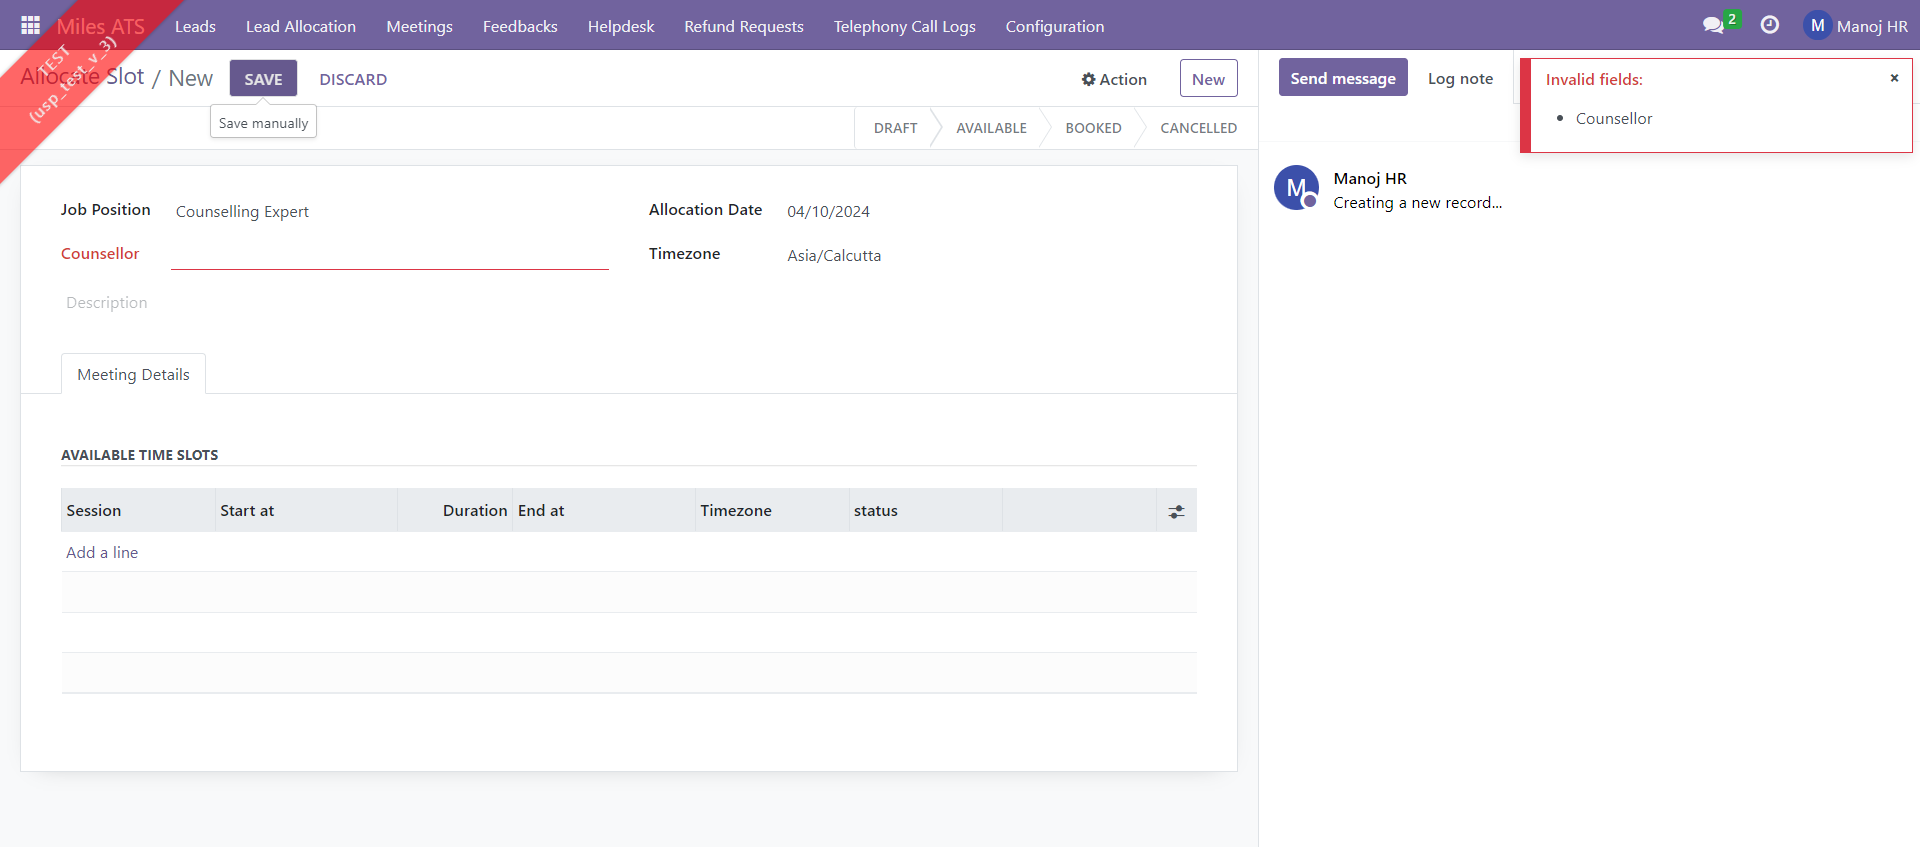 Miles ATS Leads Lead Allocation Meetings Feedbacks Helpdesk Refund Requests Telephony Call Logs Configuration 2 M Manoj HR
TEST
(usp_test_v_3)
Allocate Slot / New SAVE DISCARD Action New
Save manually
DRAFT AVAILABLE BOOKED CANCELLED
Send message Log note
Invalid fields: ×
• Counsellor
M Manoj HR
Creating a new record...
Job Position Counselling Expert Allocation Date 04/10/2024
Counsellor Timezone Asia/Calcutta
Description
Meeting Details
AVAILABLE TIME SLOTS
Session Start at Duration End at Timezone status
Add a line